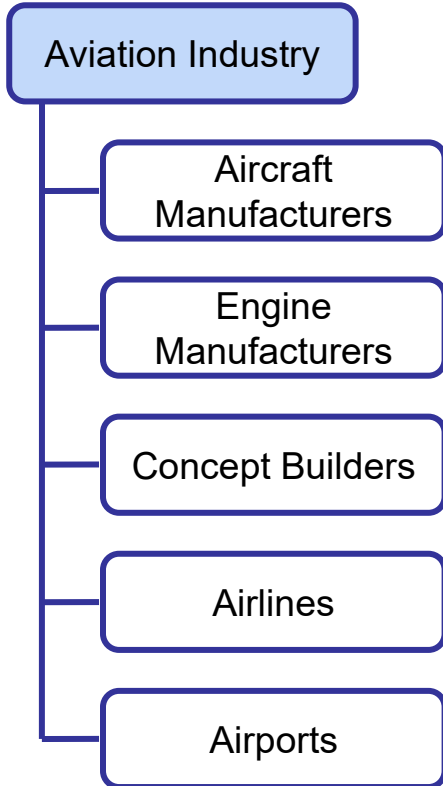 Aviation Industry
Aircraft
Manufacturers
Engine
Manufacturers
Concept Builders
Airlines
Airports